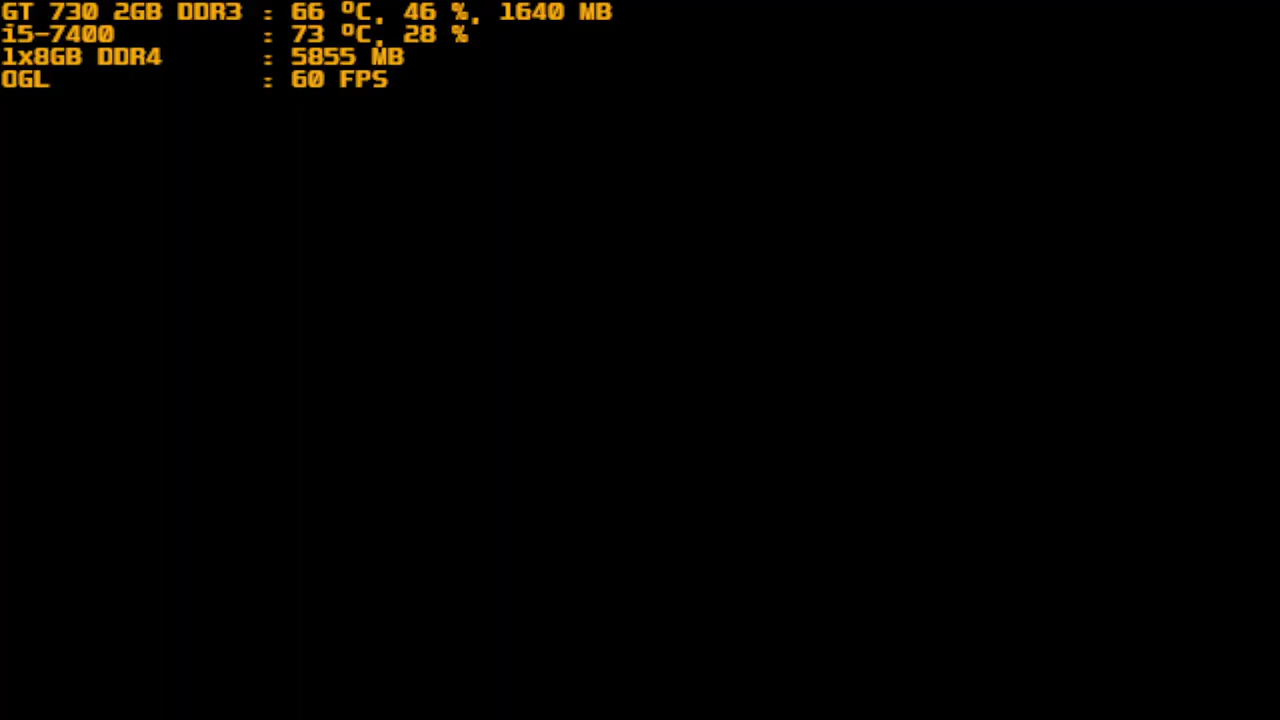 GT 730 2GB DDR3 : 66 ºC, 46 %, 1640 MB
i5-7400 : 73 ºC, 28 %
1x8GB DDR4 : 5855 MB
OGL : 60 FPS